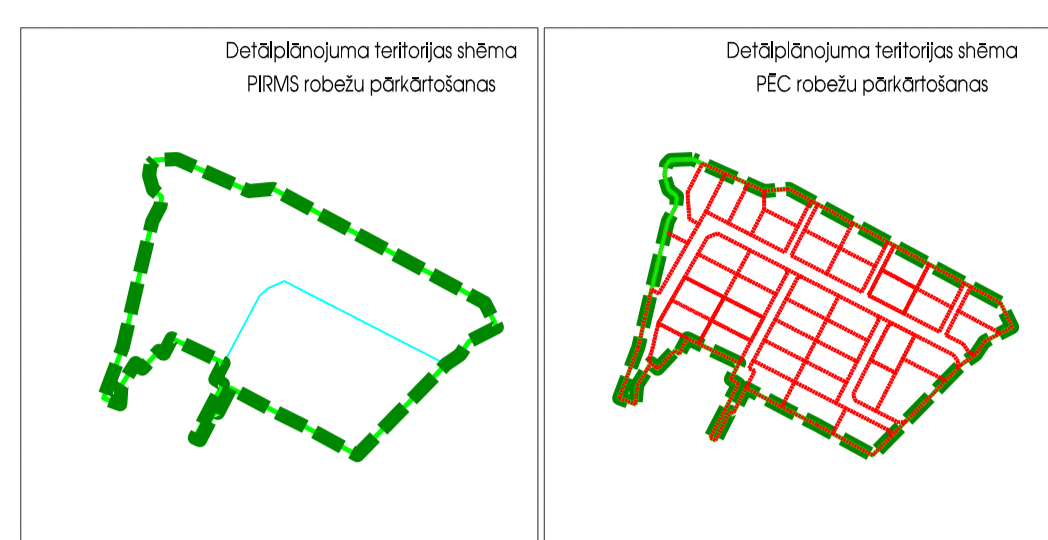 Detālplānojuma teritorijas shēma
PIRMS robežu pārkārtošanas
Detālplānojuma teritorijas shēma
PĒC robežu pārkārtošanas